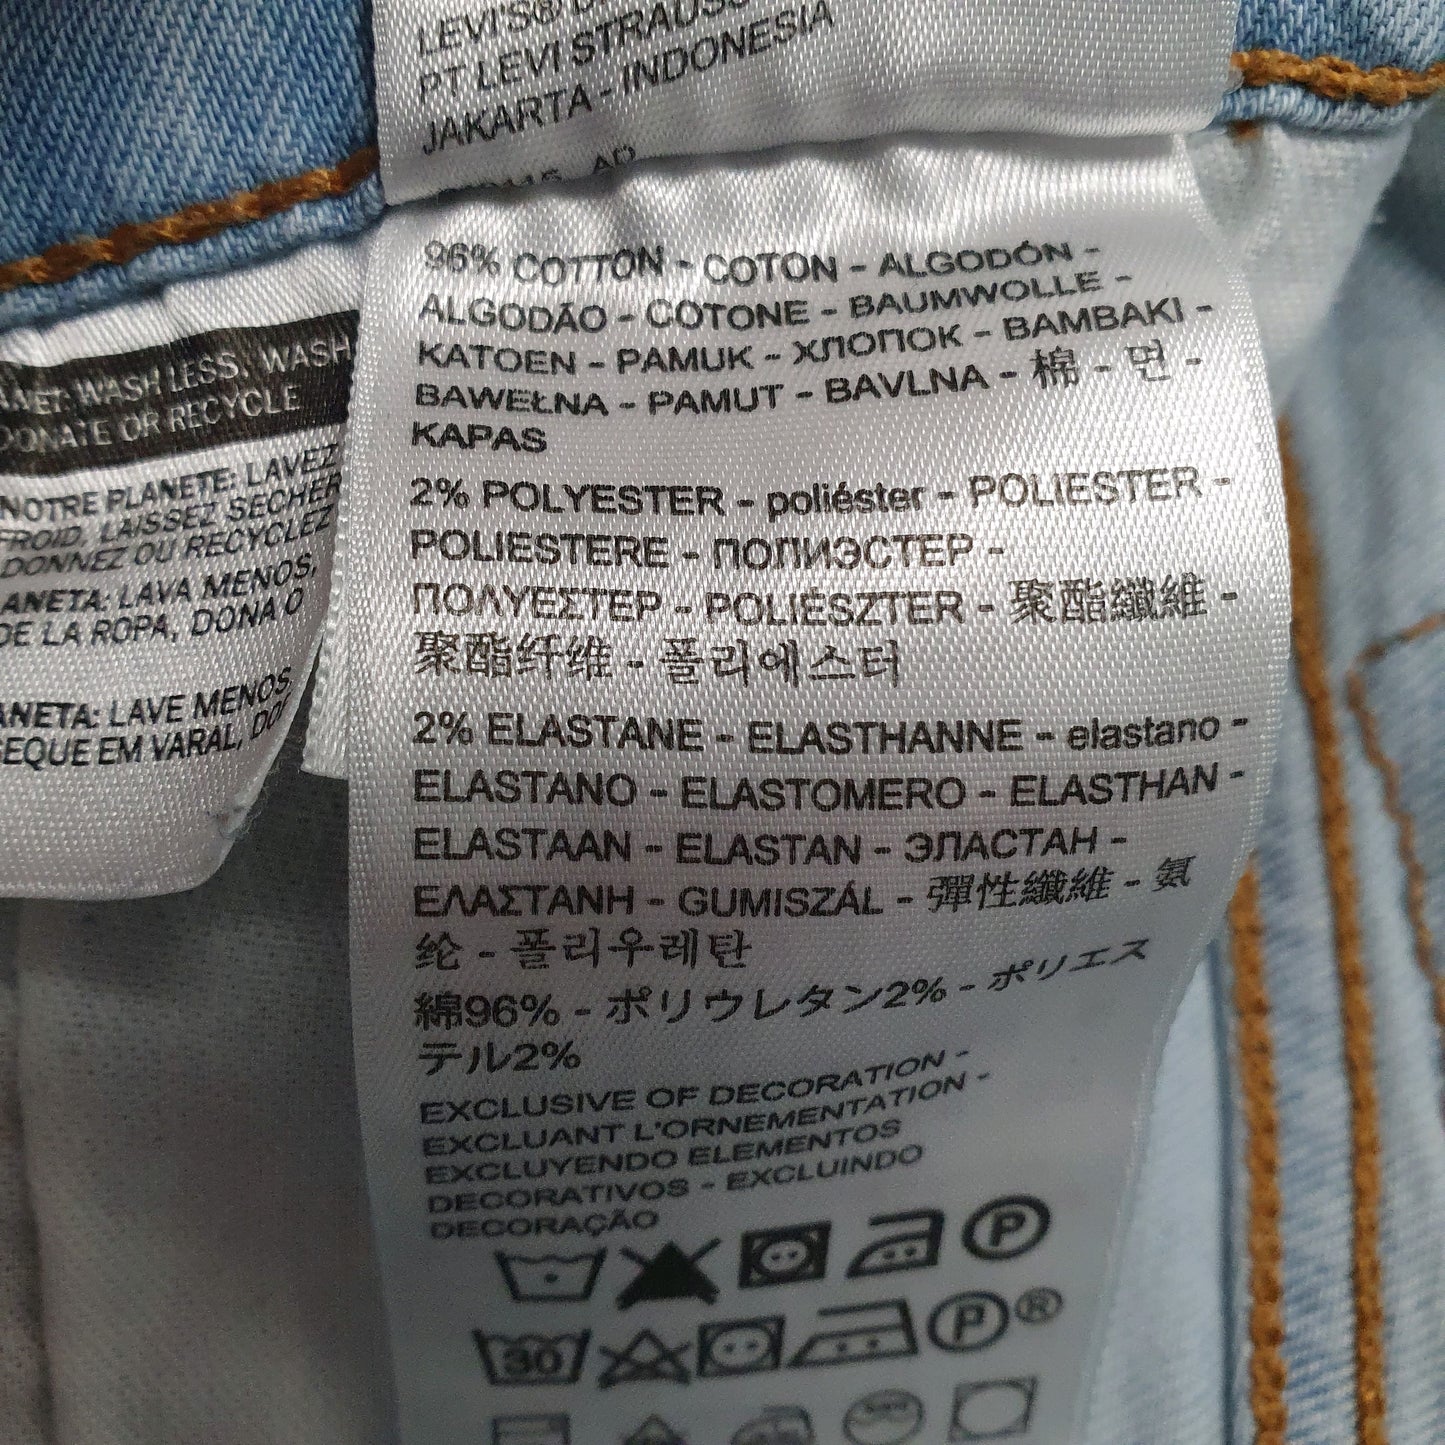 LEVI'S®
PT LEVI STRAUSS
JAKARTA - INDONESIA
96% COTTON - COTON - ALGODÓN -
ALGODÃO - COTONE - BAUMWOLLE -
KATOEN - PAMUK - ХЛОПОК - ΒΑΜΒΑΚΙ -
BAWEŁNA - PAMUT - BAVLNA - 棉 - 면 -
KAPAS
2% POLYESTER - poliéster - POLIESTER -
POLIESTERE - ПОЛИЭСТЕР -
ΠΟΛΥΕΣΤΕΡ - POLIÉSZTER - 聚酯纖維 -
聚酯纤维 - 폴리에스터
2% ELASTANE - ELASTHANNE - elastano -
ELASTANO - ELASTOMERO - ELASTHAN -
ELASTAAN - ELASTAN - ЭЛАСТАН -
ΕΛΑΣΤΑΝΗ - GUMISZÁL - 彈性纖維 - 氨
纶 - 폴리우레탄
綿96% - ポリウレタン2% - ポリエス
テル2%
EXCLUSIVE OF DECORATION -
EXCLUANT L'ORNEMENTATION -
EXCLUYENDO ELEMENTOS
DECORATIVOS - EXCLUINDO
DECORAÇÃO
P
30 P ®
WASH LESS, WASH
DONATE OR RECYCLE
NOTRE PLANETE: LAVEZ
FROID, LAISSEZ SECHER
DONNEZ OU RECYCLEZ
LAVA MENOS,
DE LA ROPA, DONA O
LAVE MENOS,
EM VARAL,